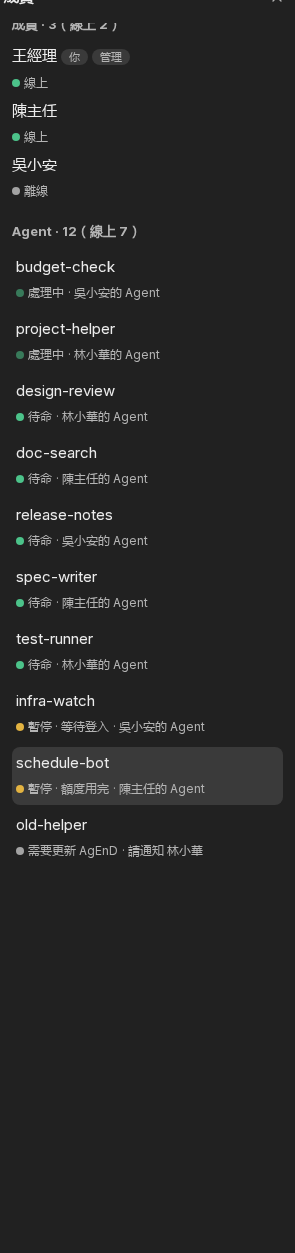 成員 · 3 ( 線上 2 )
王經理 你 管理
線上
陳主任
線上
吳小安
離線
Agent · 12 ( 線上 7 )
budget-check
處理中 · 吳小安的 Agent
project-helper
處理中 · 林小華的 Agent
design-review
待命 · 林小華的 Agent
doc-search
待命 · 陳主任的 Agent
release-notes
待命 · 吳小安的 Agent
spec-writer
待命 · 陳主任的 Agent
test-runner
待命 · 林小華的 Agent
infra-watch
暫停 · 等待登入 · 吳小安的 Agent
schedule-bot
暫停 · 額度用完 · 陳主任的 Agent
old-helper
需要更新 AgEnD · 請通知 林小華